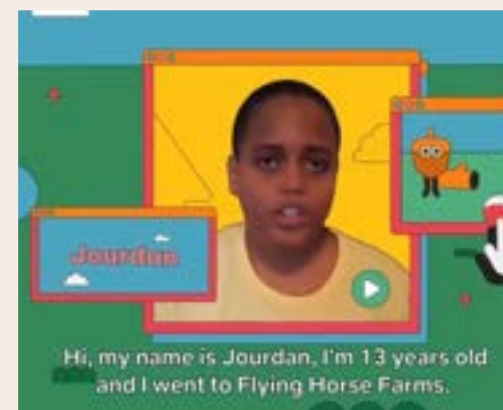 Jourdan
Hi, my name is Jourdan, I'm 13 years old
and I went to Flying Horse Farms.